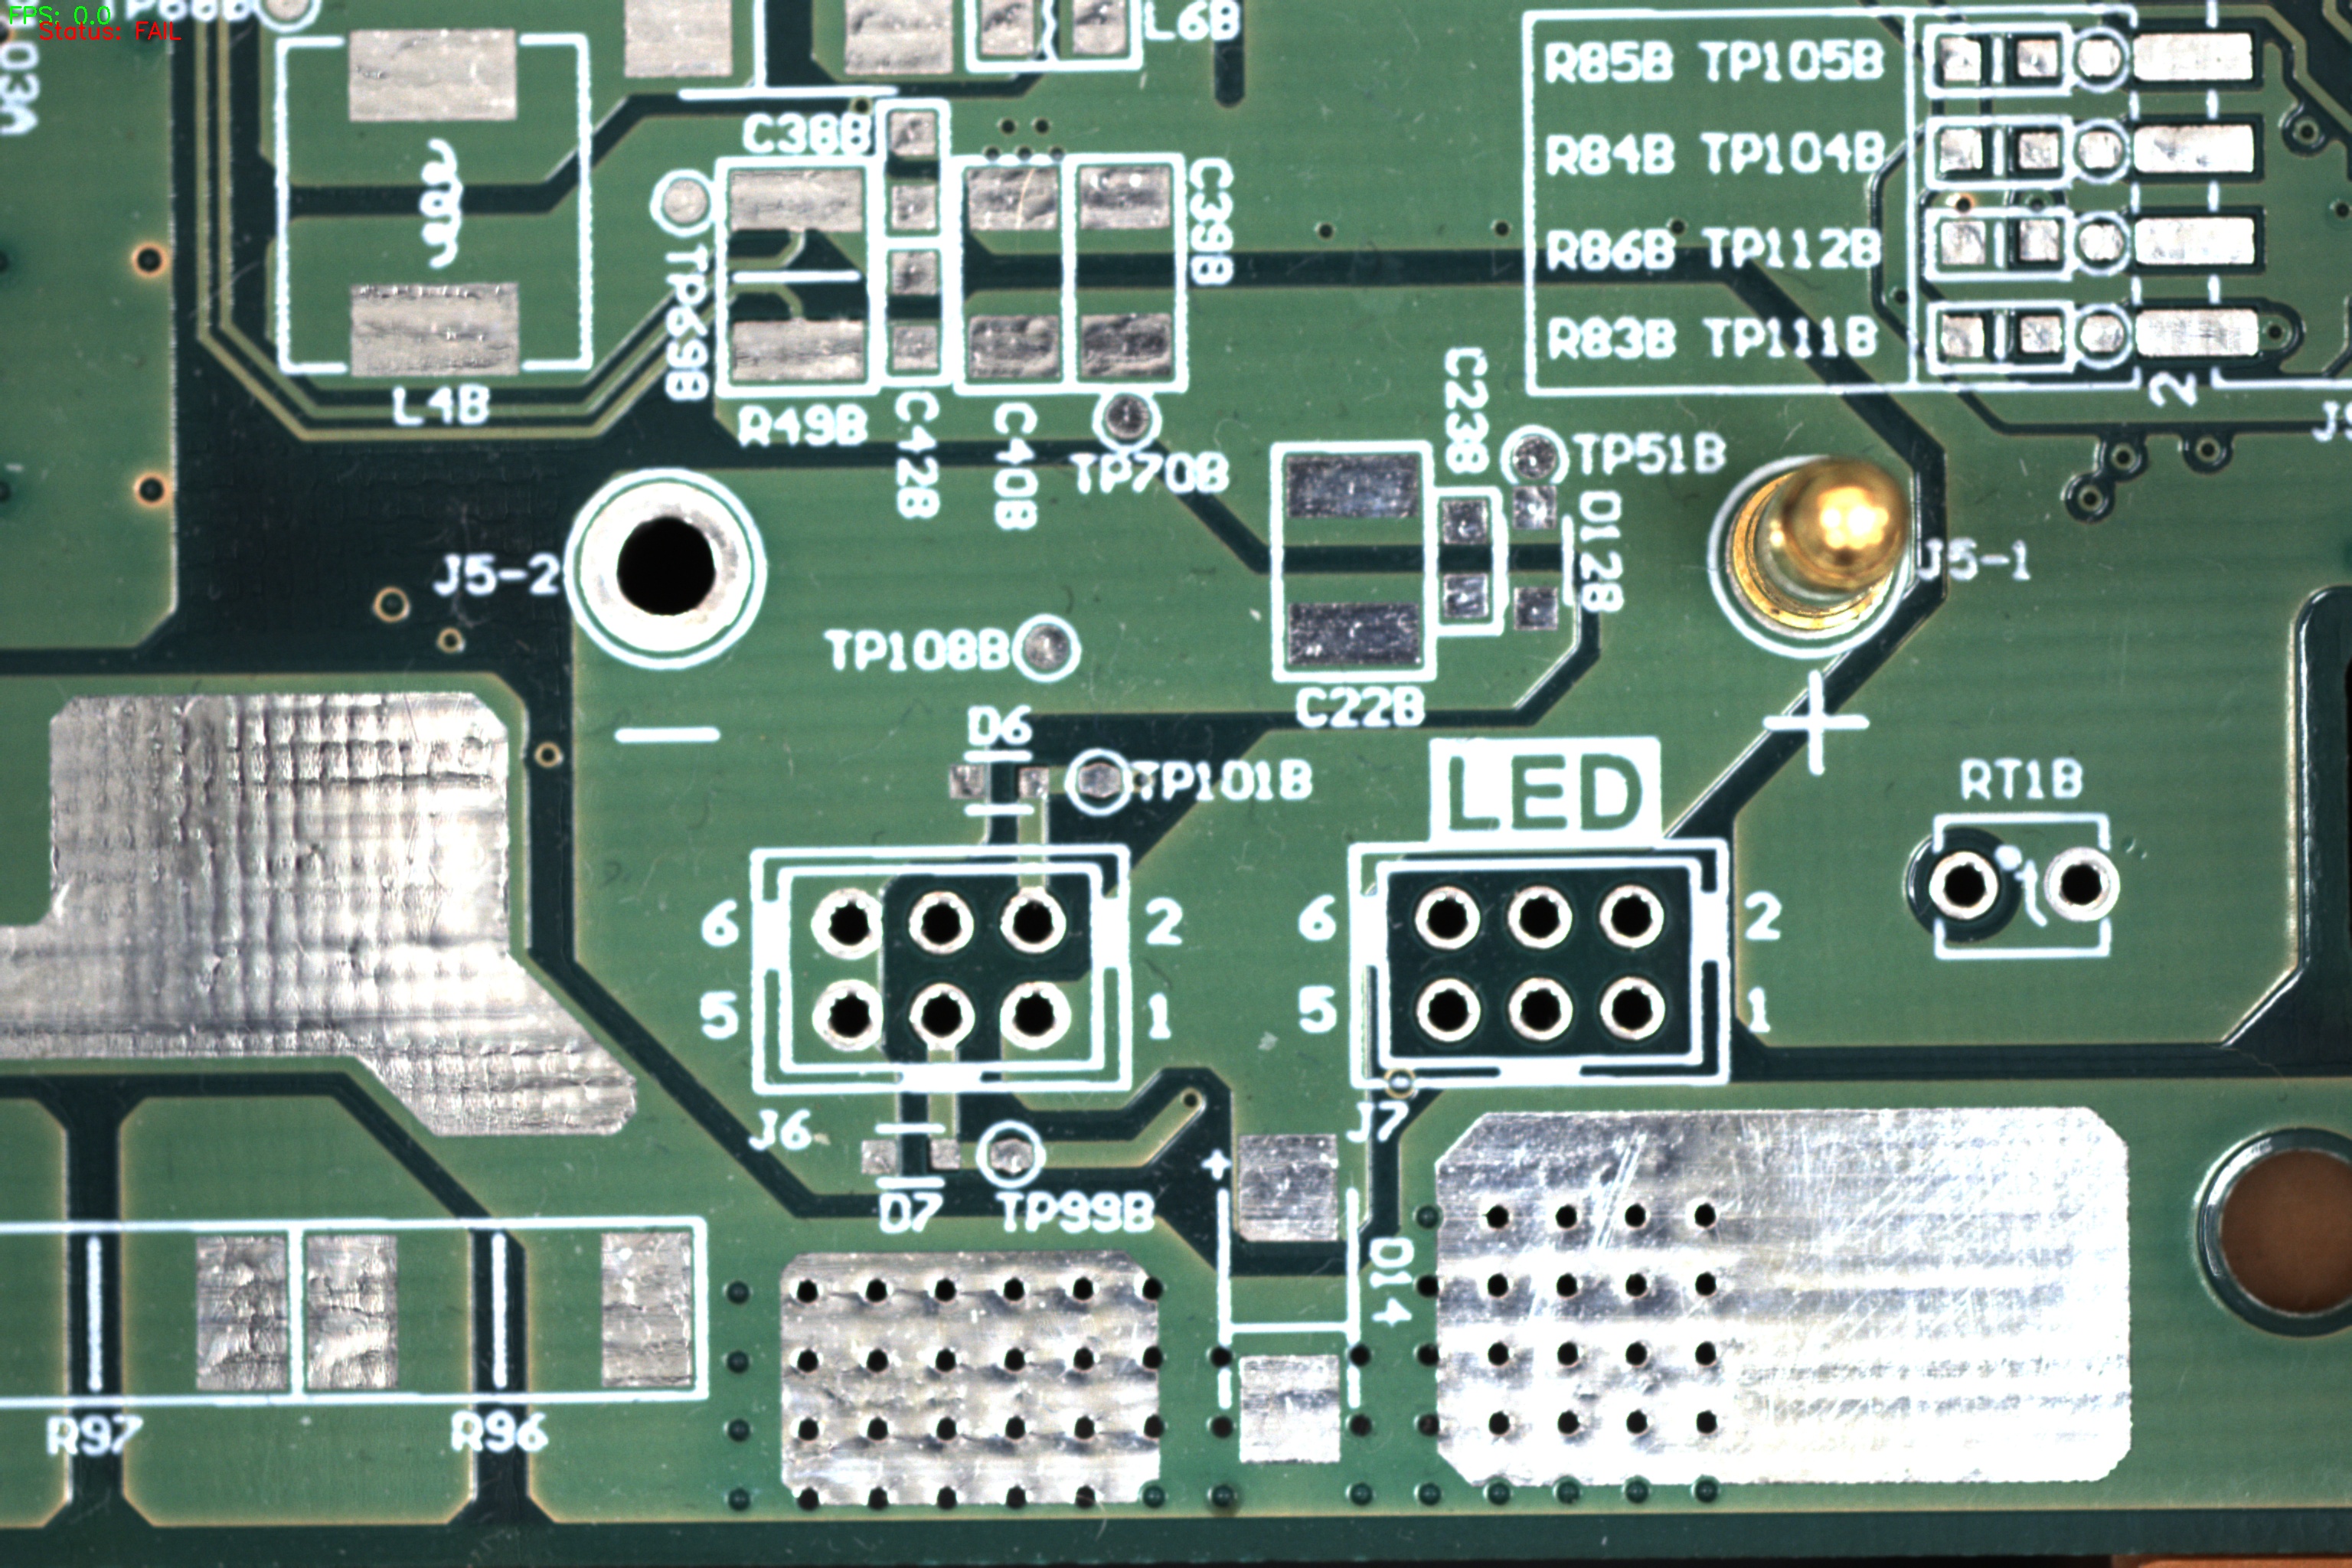 FPS: 0.0
Status: FAIL
L6B
R85B TP105B
C38B
R84B TP104B
C39B
R86B TP112B
TP69B
R83B TP111B
2
L4B
R49B
C42B
C40B
C23B
TP70B
TP51B
D12B
J5-2
J5-1
TP108B
C22B
D6
TP101B
LED
RT1B
6 2
6 2
5 1
5 1
J6
J7
D7 TP99B
D14
R97
R96